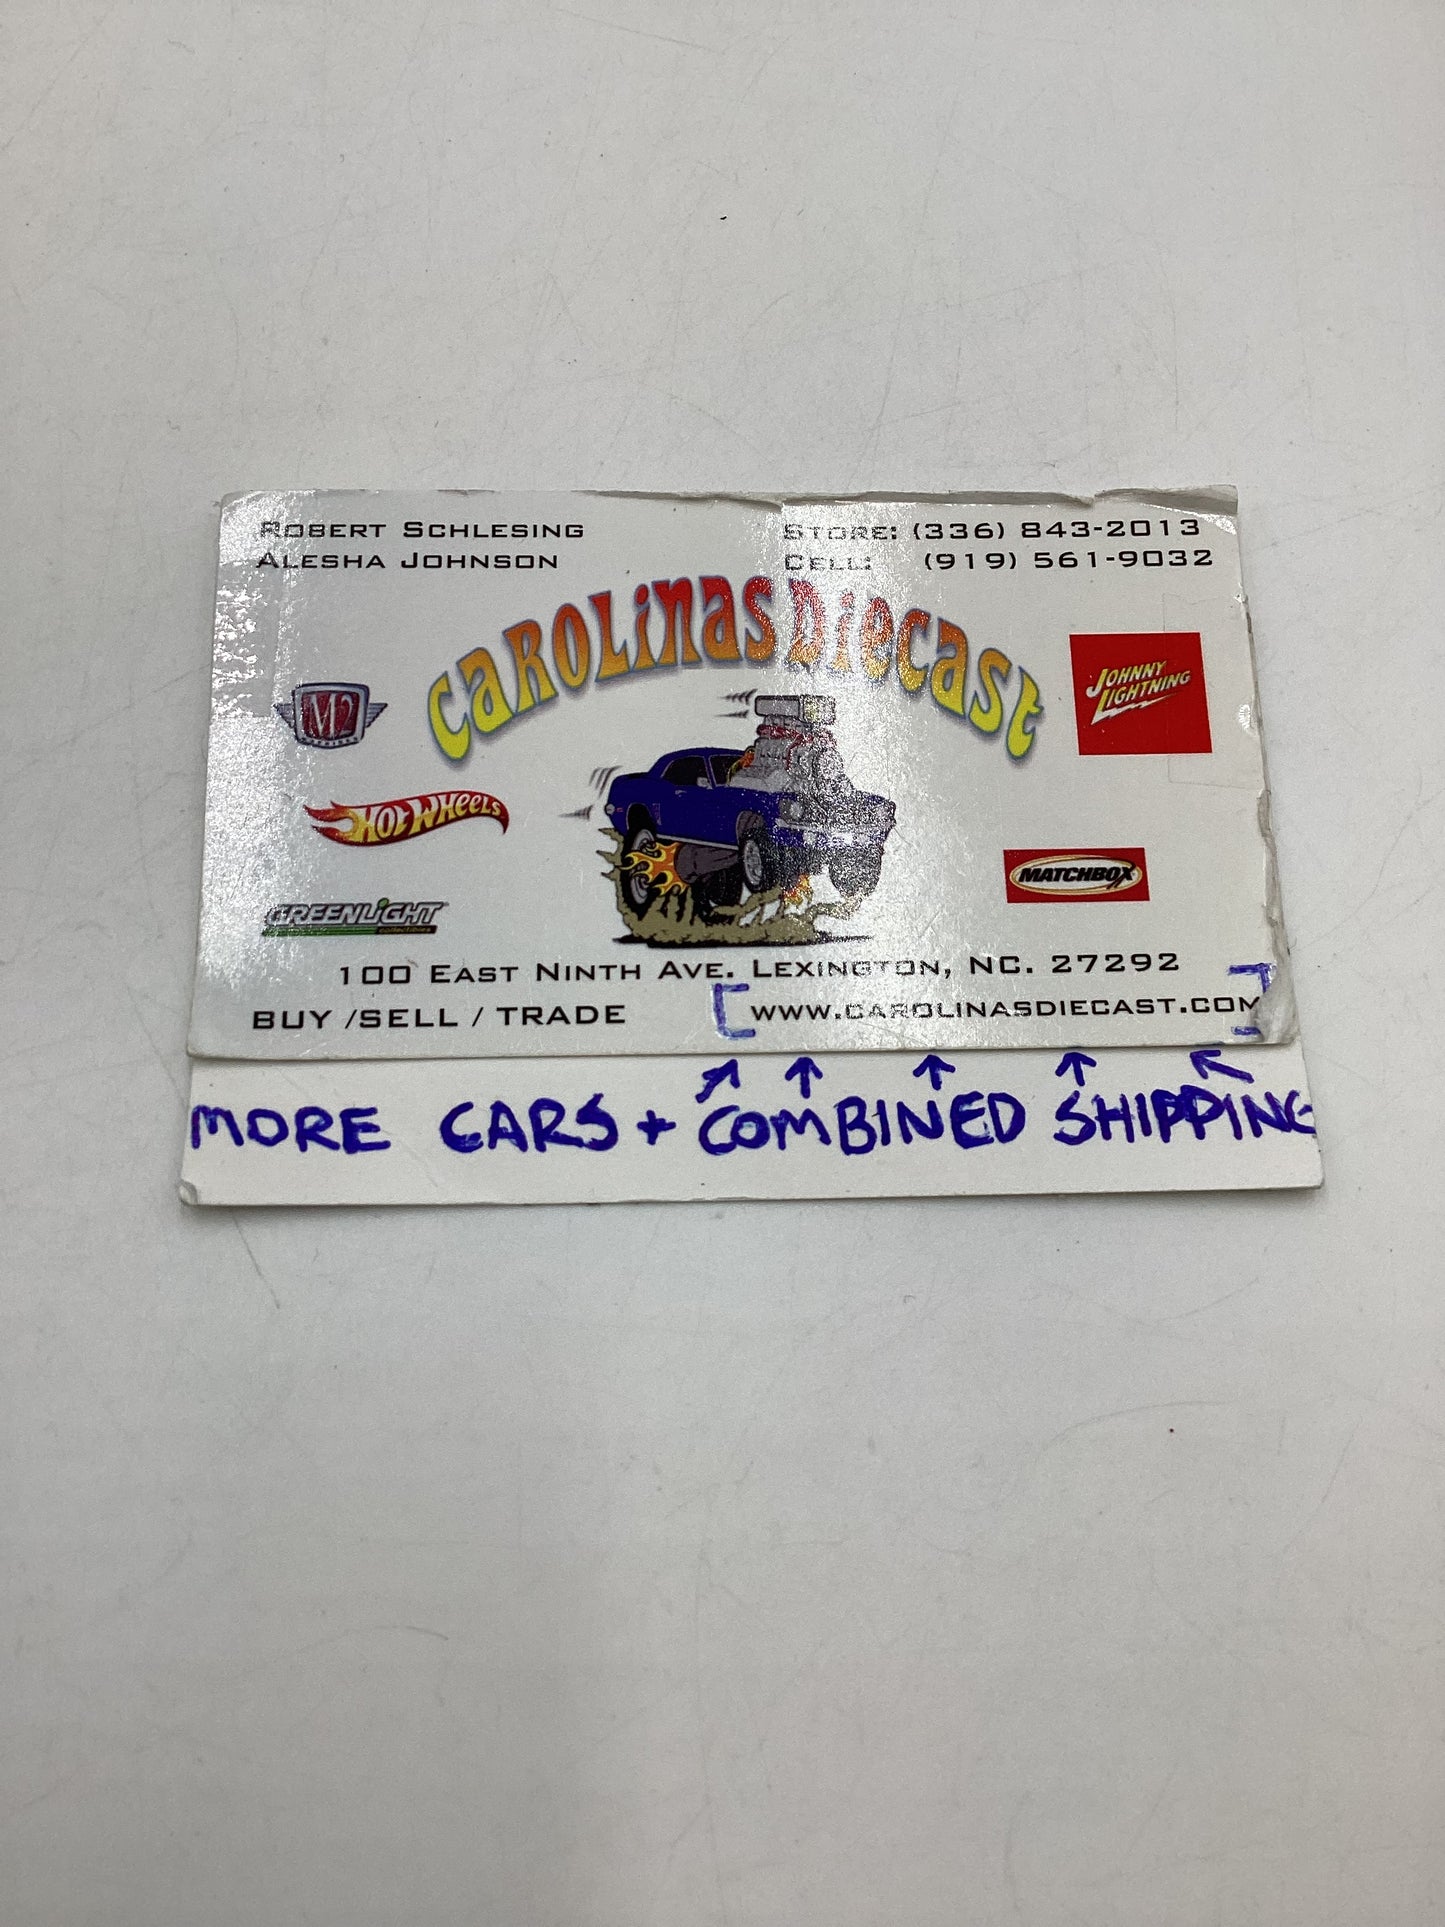 ROBERT SCHLESING STORE: (336) 843-2013
ALESHA JOHNSON CELL: (919) 561-9032
CAROLINAS DIECAST
JOHNNY
LIGHTNING
M2
MACHINES
HOT WHEELS
MATCHBOX
GREENLIGHT
collectibles
100 EAST NINTH AVE. LEXINGTON, NC. 27292
BUY /SELL / TRADE WWW.CAROLINASDIECAST.COM
MORE CARS + COMBINED SHIPPING